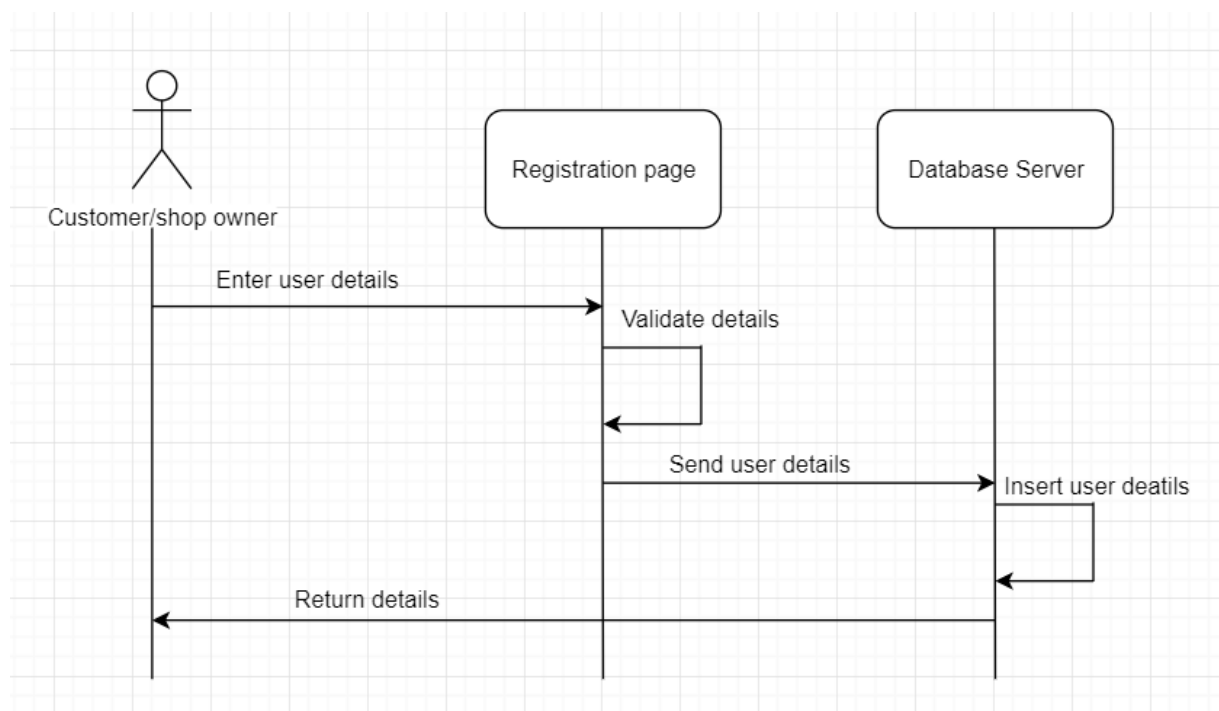 Registration page
Database Server
Customer/shop owner
Enter user details
Validate details
Send user details
Insert user deatils
Return details